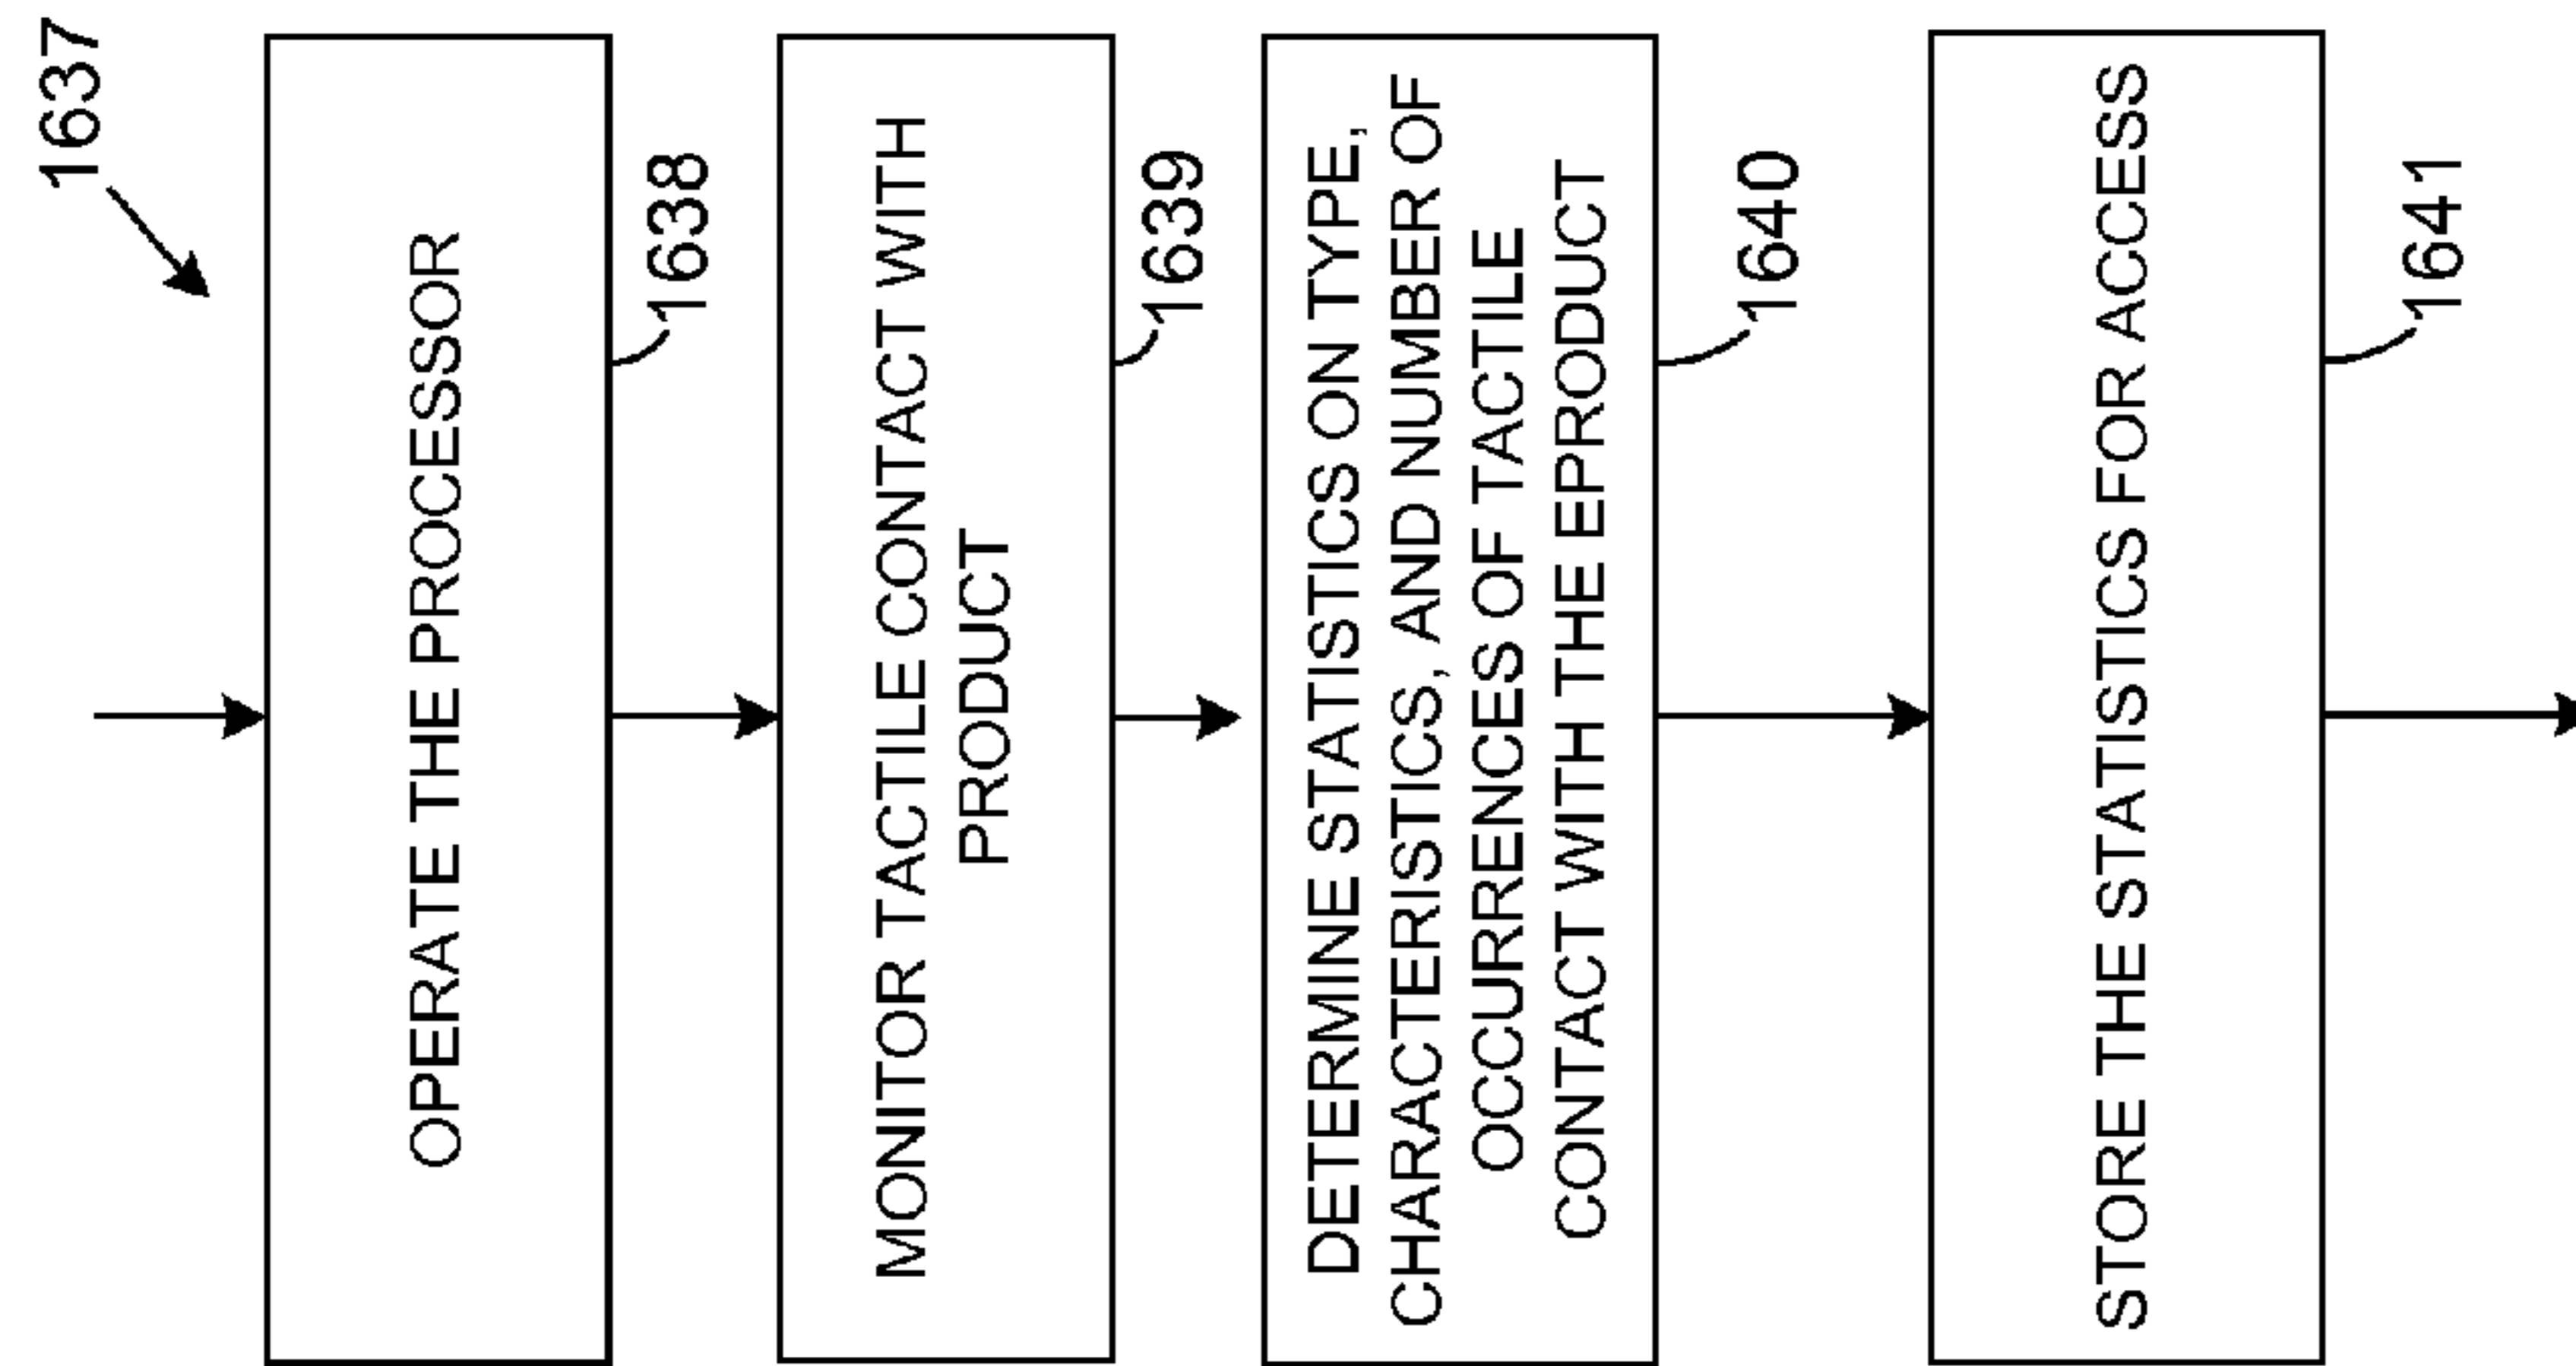 1637
OPERATE THE PROCESSOR
1638
MONITOR TACTILE CONTACT WITH
PRODUCT
1639
DETERMINE STATISTICS ON TYPE,
CHARACTERISTICS, AND NUMBER OF
OCCURRENCES OF TACTILE
CONTACT WITH THE EPRODUCT
1640
STORE THE STATISTICS FOR ACCESS
1641